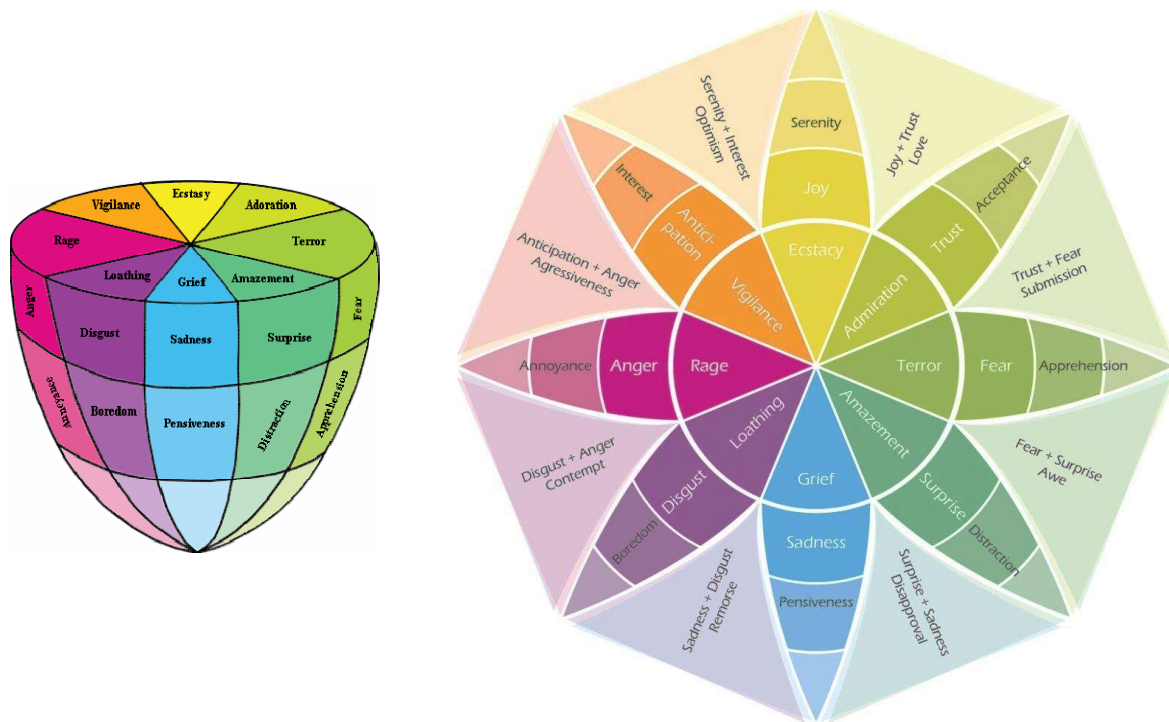 Ecstasy
Vigilance
Adoration
Rage
Terror
Loathing
Grief
Amazement
Anger
Disgust
Sadness
Surprise
Fear
Annoyance
Boredom
Pensiveness
Distraction
Apprehension
Serenity + Interest
Optimism
Serenity
Joy
Joy + Trust
Love
Interest
Antici-
pation
Ecstacy
Trust
Acceptance
Anticipation + Anger
Agressiveness
Vigilance
Admiration
Trust + Fear
Submission
Annoyance
Anger
Rage
Terror
Fear
Apprehension
Loathing
Amazement
Disgust + Anger
Contempt
Disgust
Boredom
Grief
Surprise
Distraction
Fear + Surprise
Awe
Sadness
Pensiveness
Sadness + Disgust
Remorse
Surprise + Sadness
Disapproval